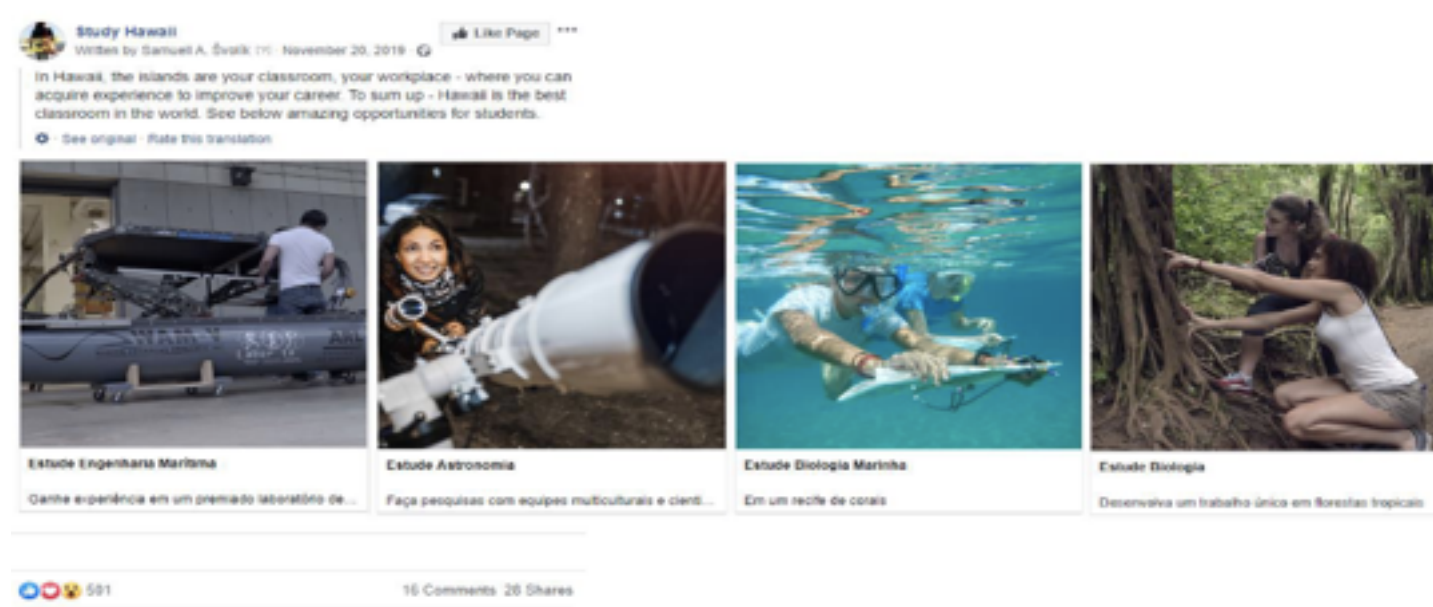 Study Hawaii
Like Page
Written by Samuell A. Švolik · November 20, 2019
In Hawaii, the islands are your classroom, your workplace - where you can
acquire experience to improve your career. To sum up - Hawaii is the best
classroom in the world. See below amazing opportunities for students.
See original · Rate this translation
WAM-V
Estude Engenharia Marítima
Ganhe experiência em um premiado laboratório de...
Estude Astronomia
Faça pesquisas com equipes multiculturais e cientí...
Estude Biologia Marinha
Em um recife de corais
Estude Biologia
Desenvolva um trabalho único em florestas tropicais
591
16 Comments 28 Shares